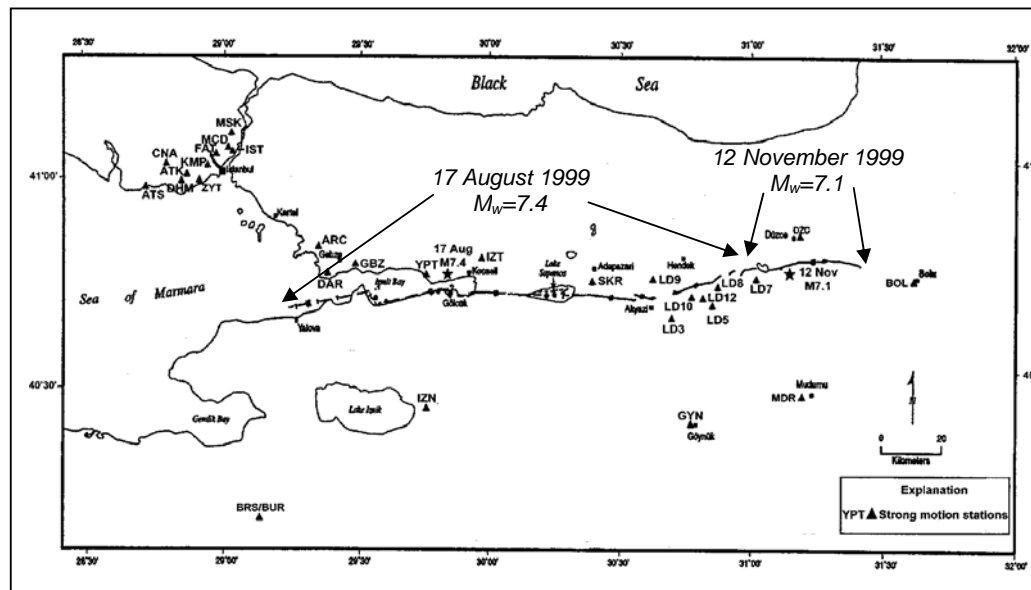 28°30'
29°00'
29°30'
30°00'
30°30'
31°00'
31°30'
32°00'
Black Sea
MSK
MCD
FAT
IST
CNA
KMP
Istanbul
ATK
ATS
DHM
ZYT
41°00'
17 August 1999
Mw=7.4
12 November 1999
Mw=7.1
41°
Kartal
ARC
Gebze
GBZ
DAR
YPT
17 Aug
M7.4
IZT
Kocaeli
Adapazari
SKR
Lake
Sapanca
Hendek
LD9
LD8
Düzce
DZC
LD7
12 Nov
M7.1
BOL
Bolu
Sea of Marmara
Izmit Bay
Yalova
Gölcük
Akyazi
LD10
LD12
LD3
LD5
40°30'
40°
Gemlik Bay
Lake Iznik
IZN
GYN
Göynük
Mudurnu
MDR
N
0 20
Kilometers
BRS/BUR
Explanation
YPT ▲ Strong motion stations
29°00'
29°30'
30°00'
30°30'
31°00'
31°30'
32°00'